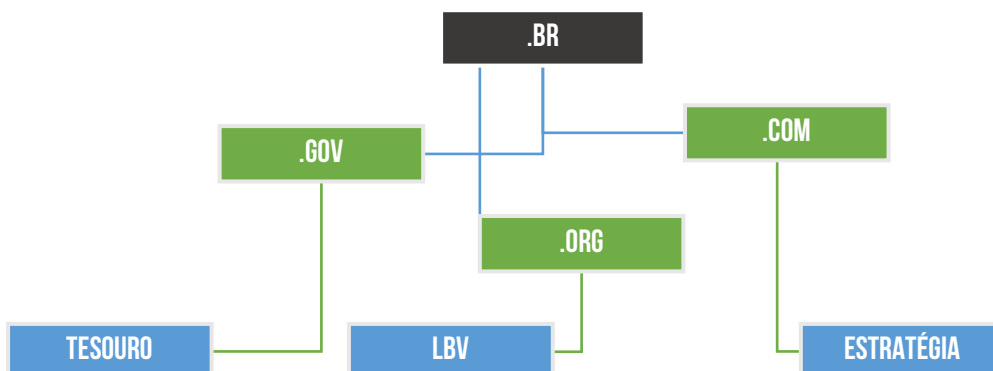 .BR
.GOV
.COM
.ORG
TESOURO
LBV
ESTRATÉGIA